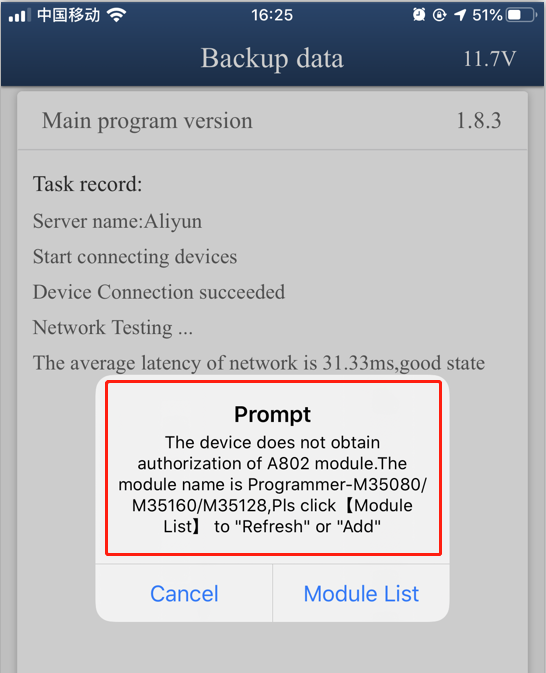 中国移动 16:25 51%
Backup data 11.7V
Main program version 1.8.3
Task record:
Server name:Aliyun
Start connecting devices
Device Connection succeeded
Network Testing ...
The average latency of network is 31.33ms,good state
Prompt
The device does not obtain
authorization of A802 module.The
module name is Programmer-M35080/
M35160/M35128,Pls click【Module
List】 to "Refresh" or "Add"
Cancel Module List